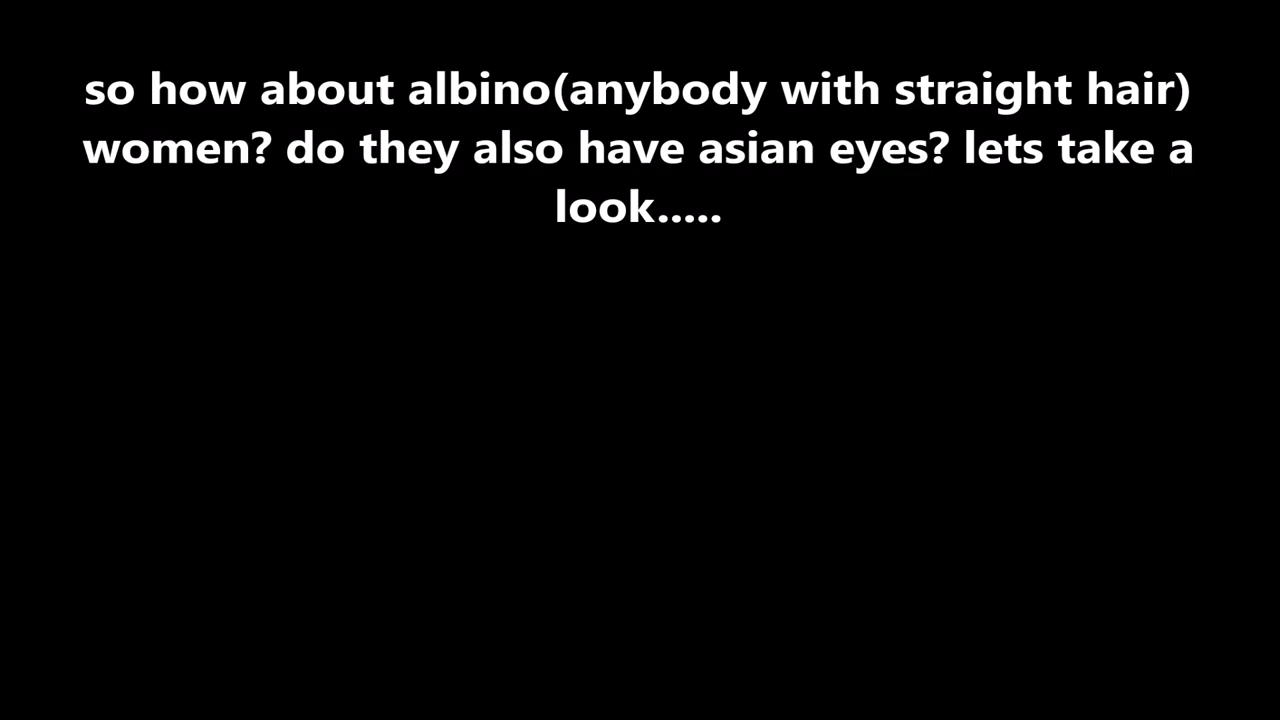 so how about albino(anybody with straight hair)
women? do they also have asian eyes? lets take a
look.....